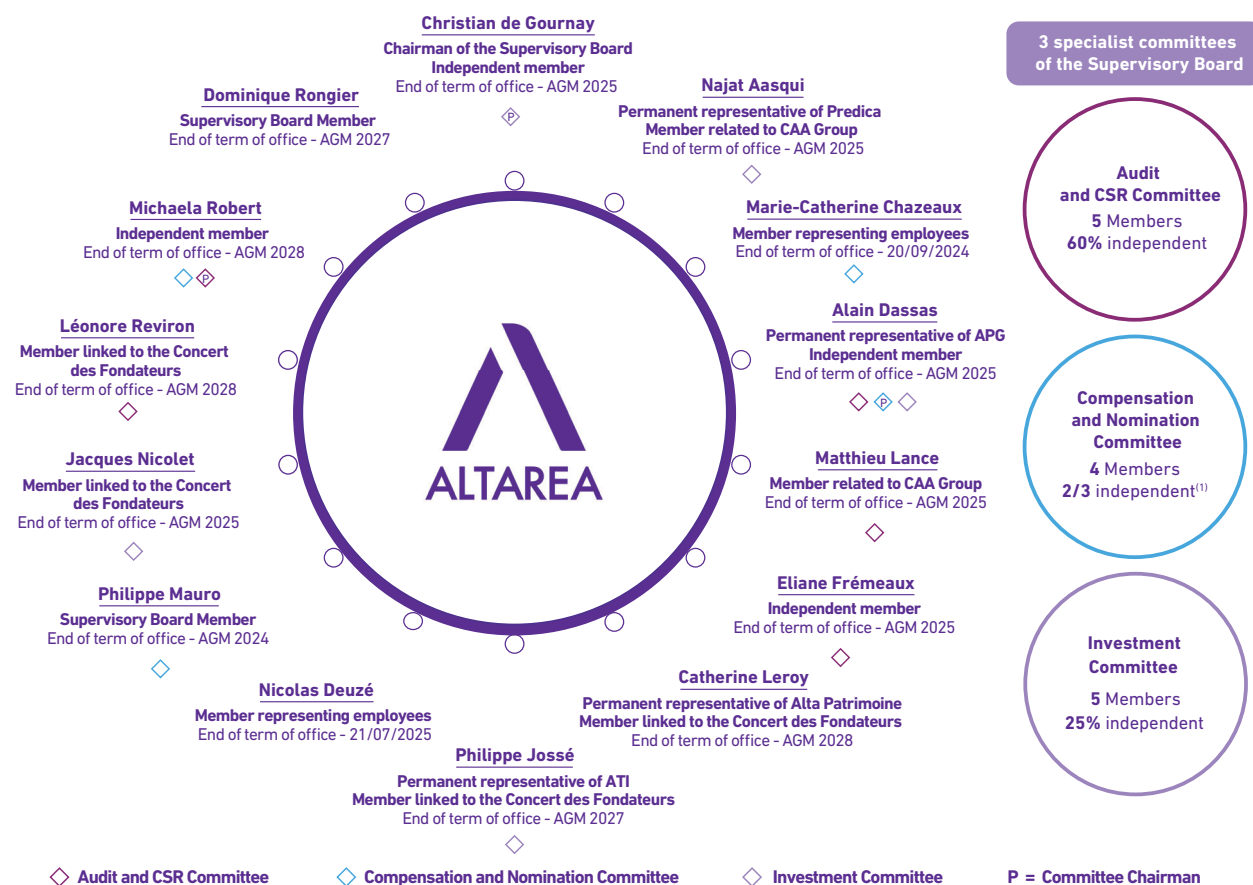 Christian de Gournay
Chairman of the Supervisory Board
Independent member
End of term of office - AGM 2025
P
Dominique Rongier
Supervisory Board Member
End of term of office - AGM 2027
Najat Aasqui
Permanent representative of Predica
Member related to CAA Group
End of term of office - AGM 2025
Michaela Robert
Independent member
End of term of office - AGM 2028
P
Marie-Catherine Chazeaux
Member representing employees
End of term of office - 20/09/2024
Léonore Reviron
Member linked to the Concert
des Fondateurs
End of term of office - AGM 2028
Alain Dassas
Permanent representative of APG
Independent member
End of term of office - AGM 2025
P
ALTAREA
Jacques Nicolet
Member linked to the Concert
des Fondateurs
End of term of office - AGM 2025
Matthieu Lance
Member related to CAA Group
End of term of office - AGM 2025
Philippe Mauro
Supervisory Board Member
End of term of office - AGM 2024
Eliane Frémeaux
Independent member
End of term of office - AGM 2025
Nicolas Deuzé
Member representing employees
End of term of office - 21/07/2025
Catherine Leroy
Permanent representative of Alta Patrimoine
Member linked to the Concert des Fondateurs
End of term of office - AGM 2028
Philippe Jossé
Permanent representative of ATI
Member linked to the Concert des Fondateurs
End of term of office - AGM 2027
3 specialist committees
of the Supervisory Board
Audit
and CSR Committee
5 Members
60% independent
Compensation
and Nomination
Committee
4 Members
2/3 independent(1)
Investment
Committee
5 Members
25% independent
Audit and CSR Committee
Compensation and Nomination Committee
Investment Committee
P = Committee Chairman